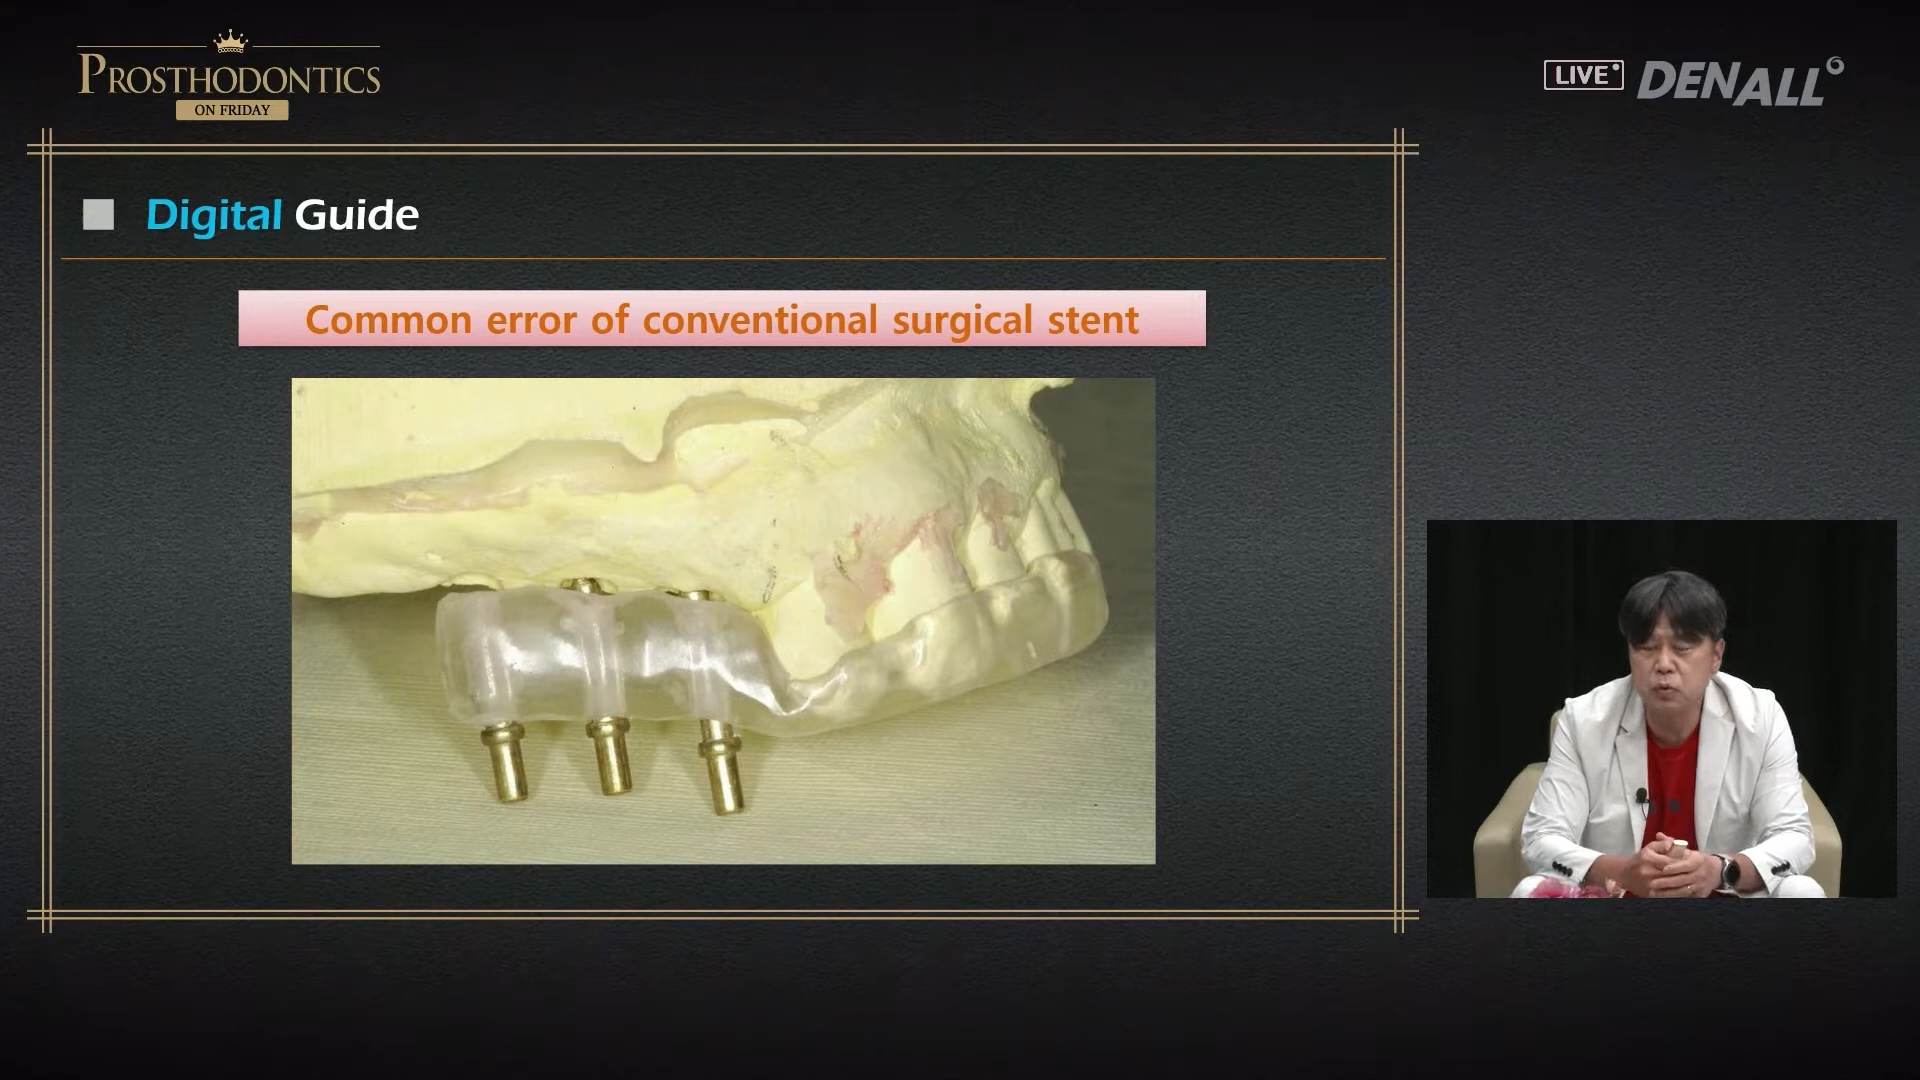 PROSTHODONTICS
ON FRIDAY
LIVE
DENALL
Digital Guide
Common error of conventional surgical stent